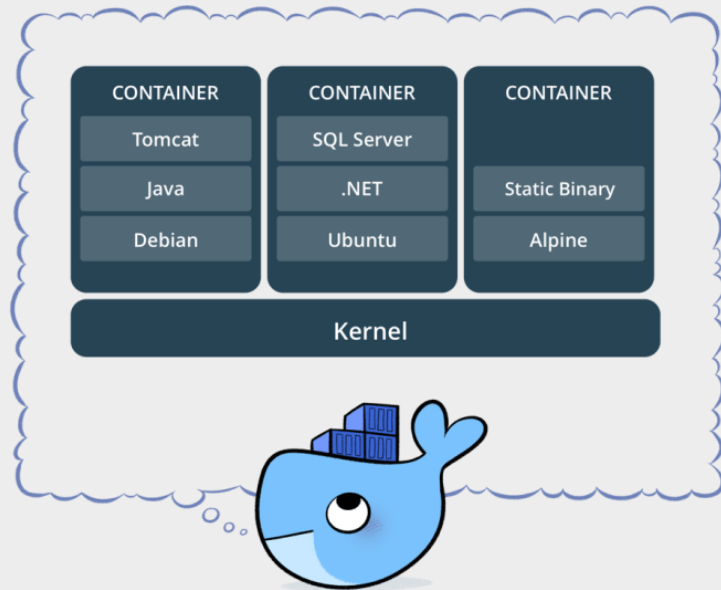 CONTAINER
Tomcat
Java
Debian
CONTAINER
SQL Server
.NET
Ubuntu
CONTAINER
Static Binary
Alpine
Kernel